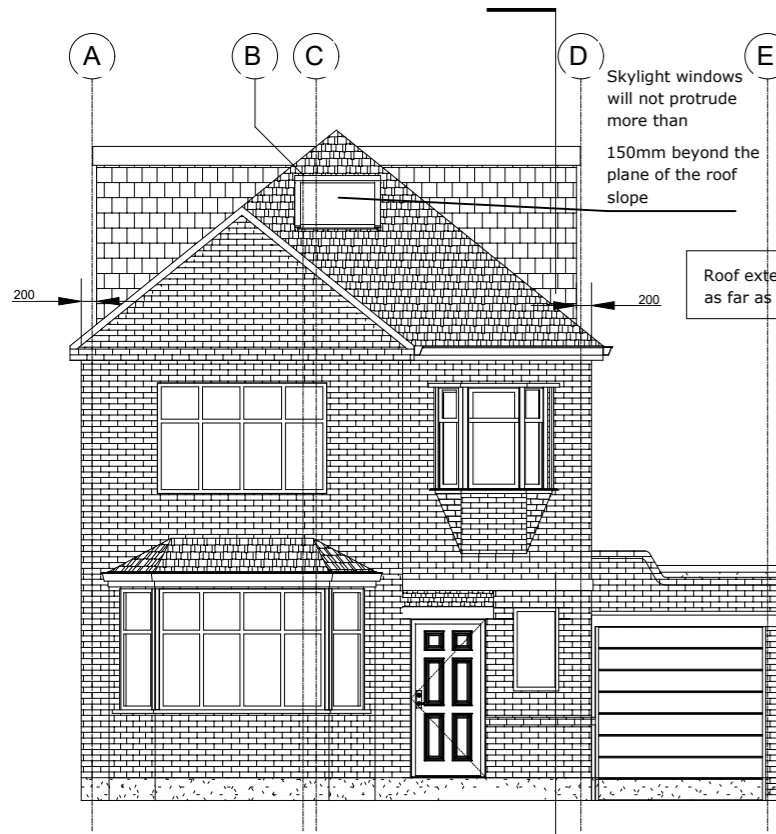 A
B
C
D
E
Skylight windows
will not protrude
more than
150mm beyond the
plane of the roof
slope
Roof exte
as far as
200
200